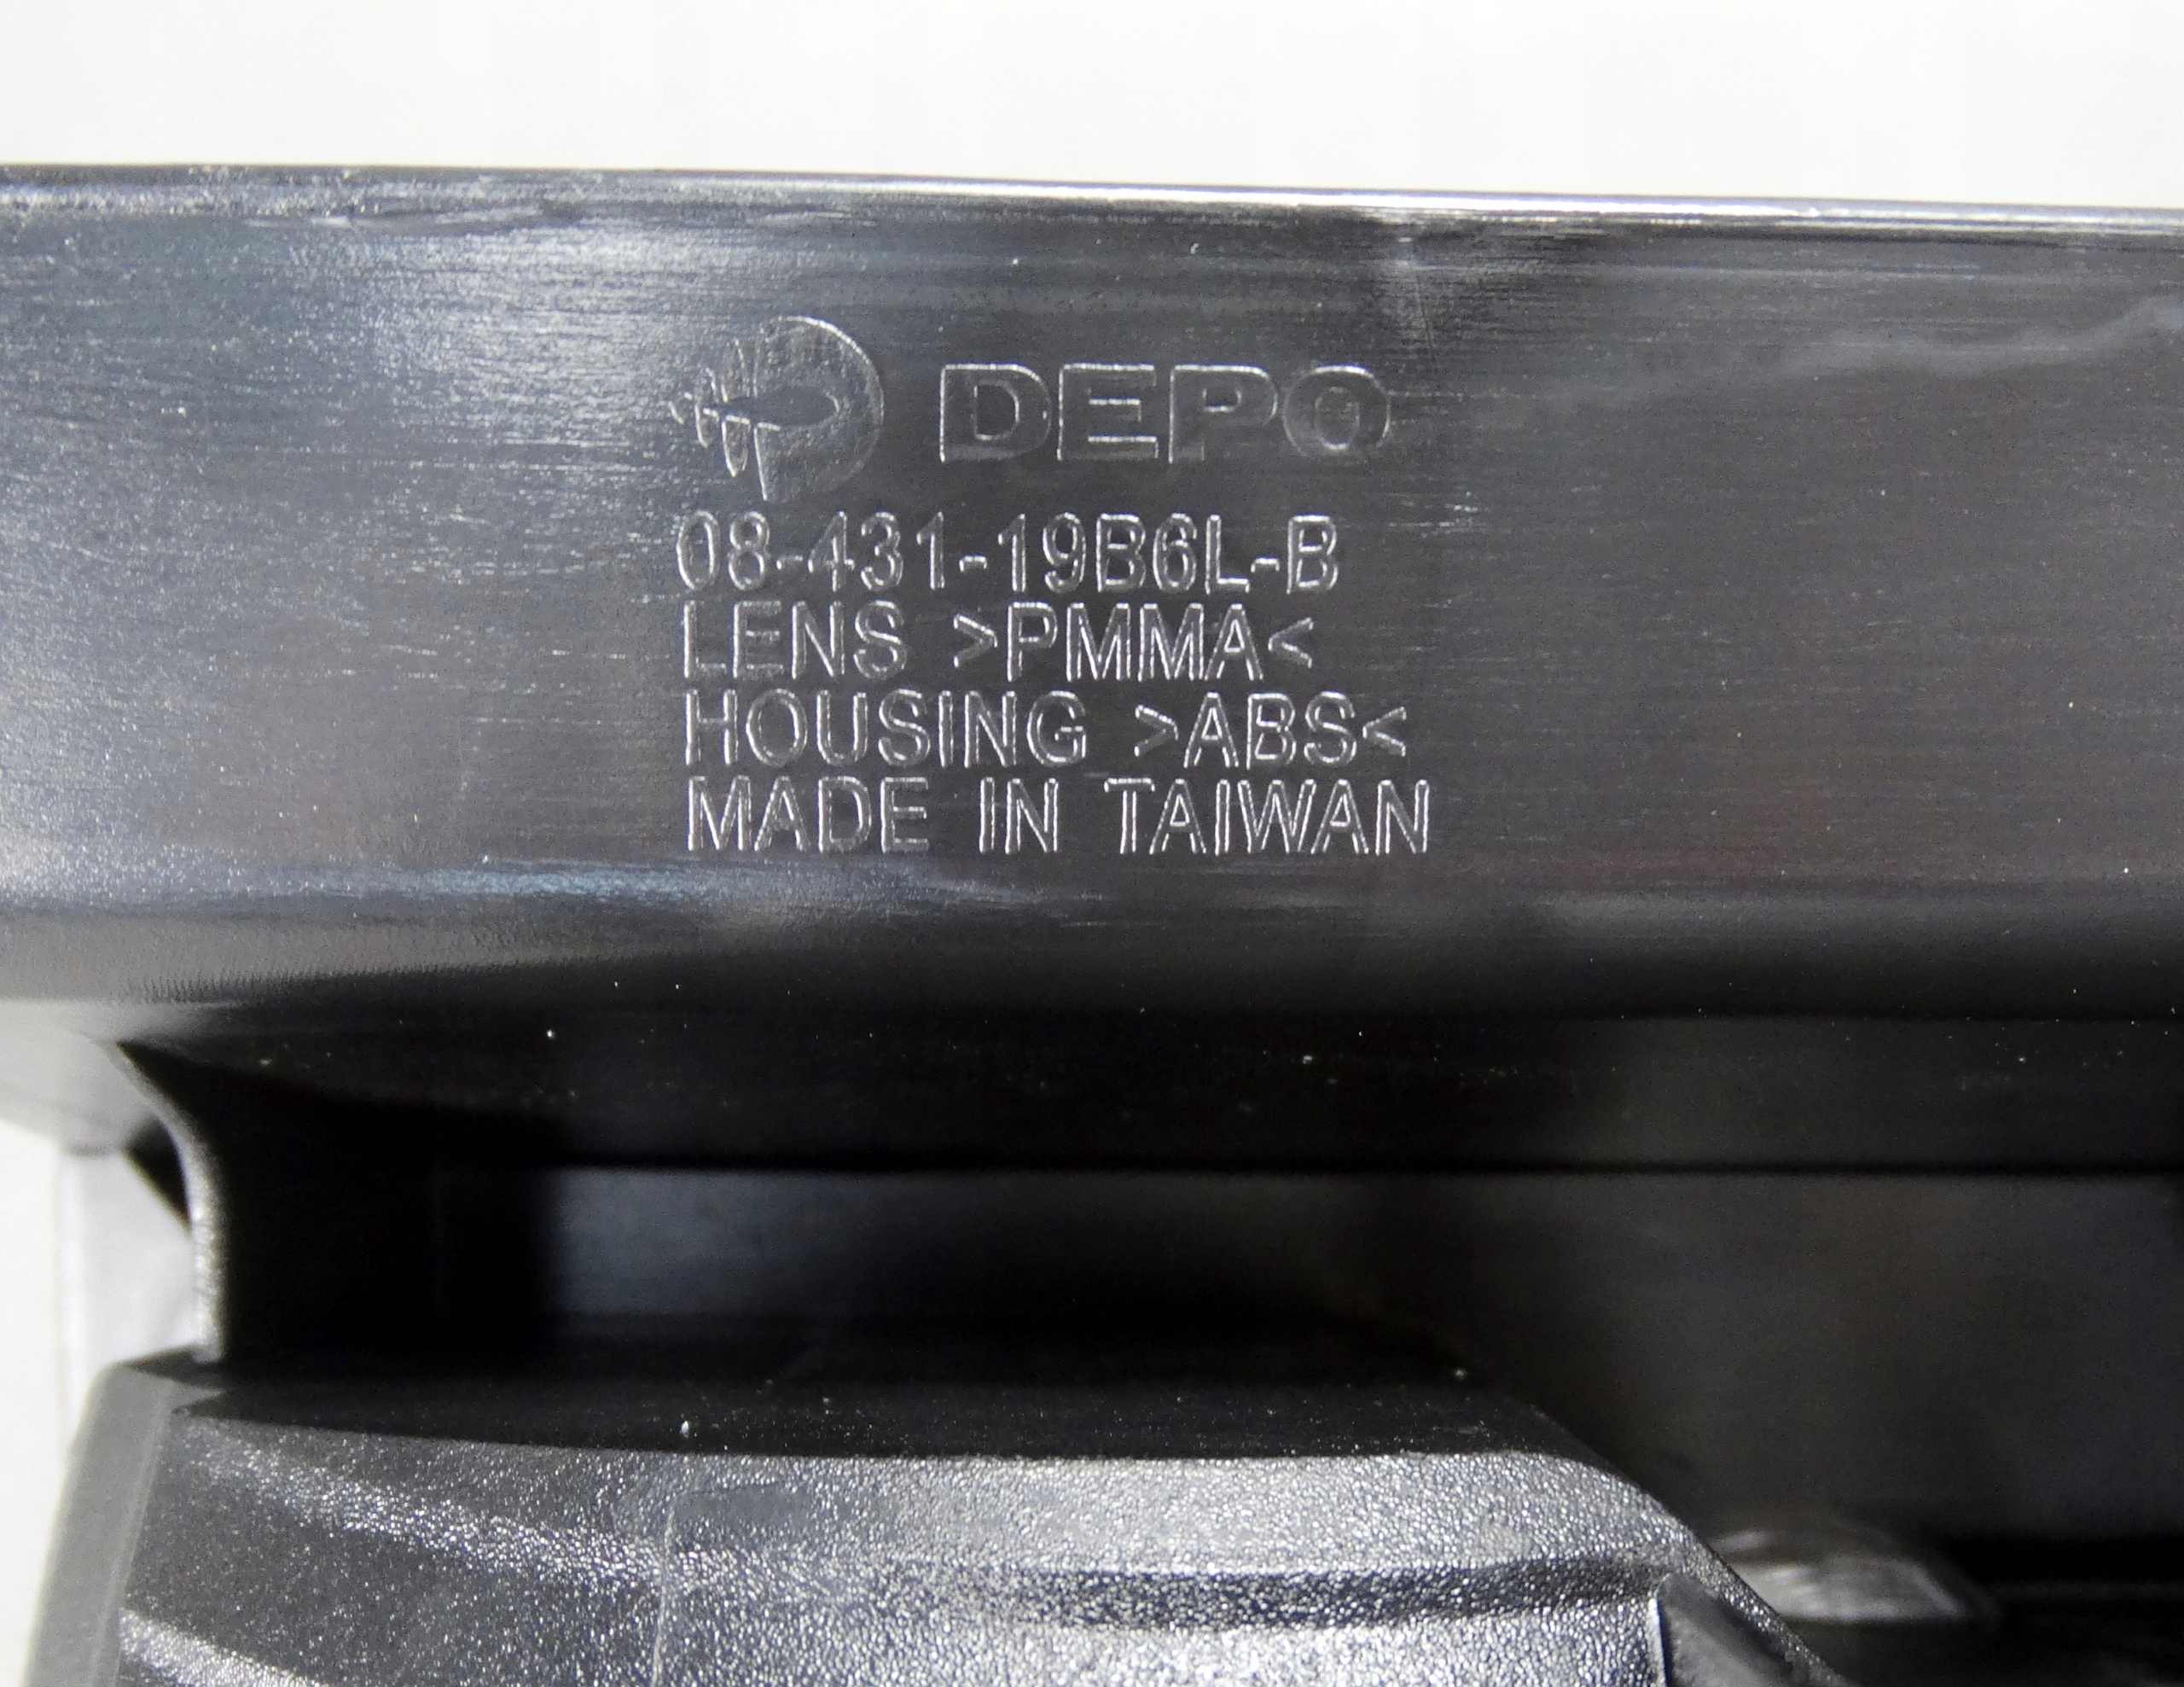 DEPO
08-431-19B6L-B
LENS >PMMA<
HOUSING >ABS<
MADE IN TAIWAN